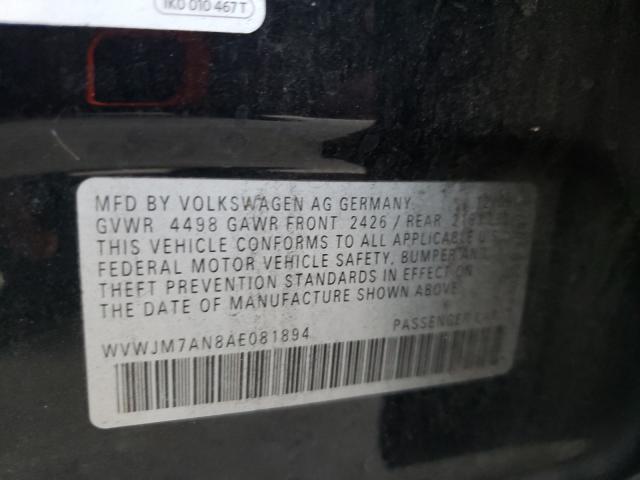 1K0 010 467 T
MFD BY VOLKSWAGEN AG GERMANY
GVWR 4498 GAWR FRONT 2426 / REAR
THIS VEHICLE CONFORMS TO ALL APPLICABLE
FEDERAL MOTOR VEHICLE SAFETY, BUMPER AND
THEFT PREVENTION STANDARDS IN EFFECT ON
THE DATE OF MANUFACTURE SHOWN ABOVE.
WVWJM7AN8AE081894 PASSENGER CAR